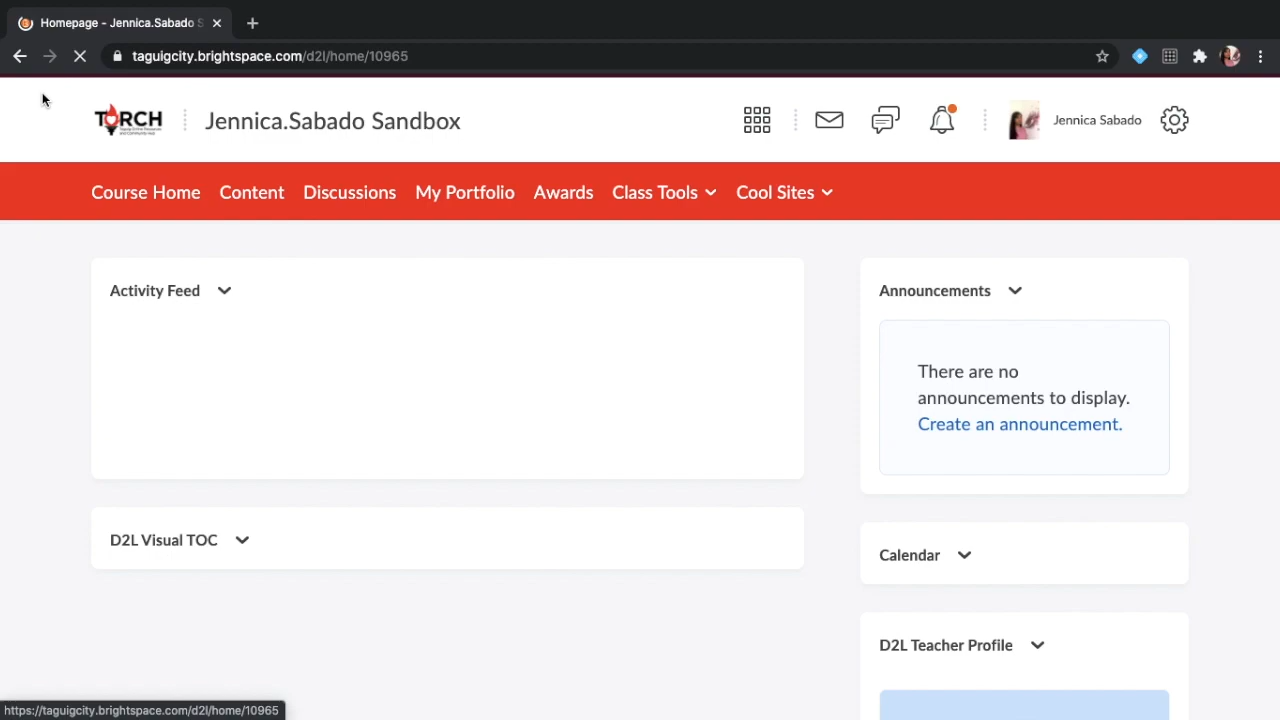 Homepage - Jennica.Sabado S
taguigcity.brightspace.com/d2l/home/10965
TORCH
Jennica.Sabado Sandbox
Jennica Sabado
Course Home
Content
Discussions
My Portfolio
Awards
Class Tools
Cool Sites
Activity Feed
D2L Visual TOC
Announcements
There are no
announcements to display.
Create an announcement.
Calendar
D2L Teacher Profile
https://taguigcity.brightspace.com/d2l/home/10965